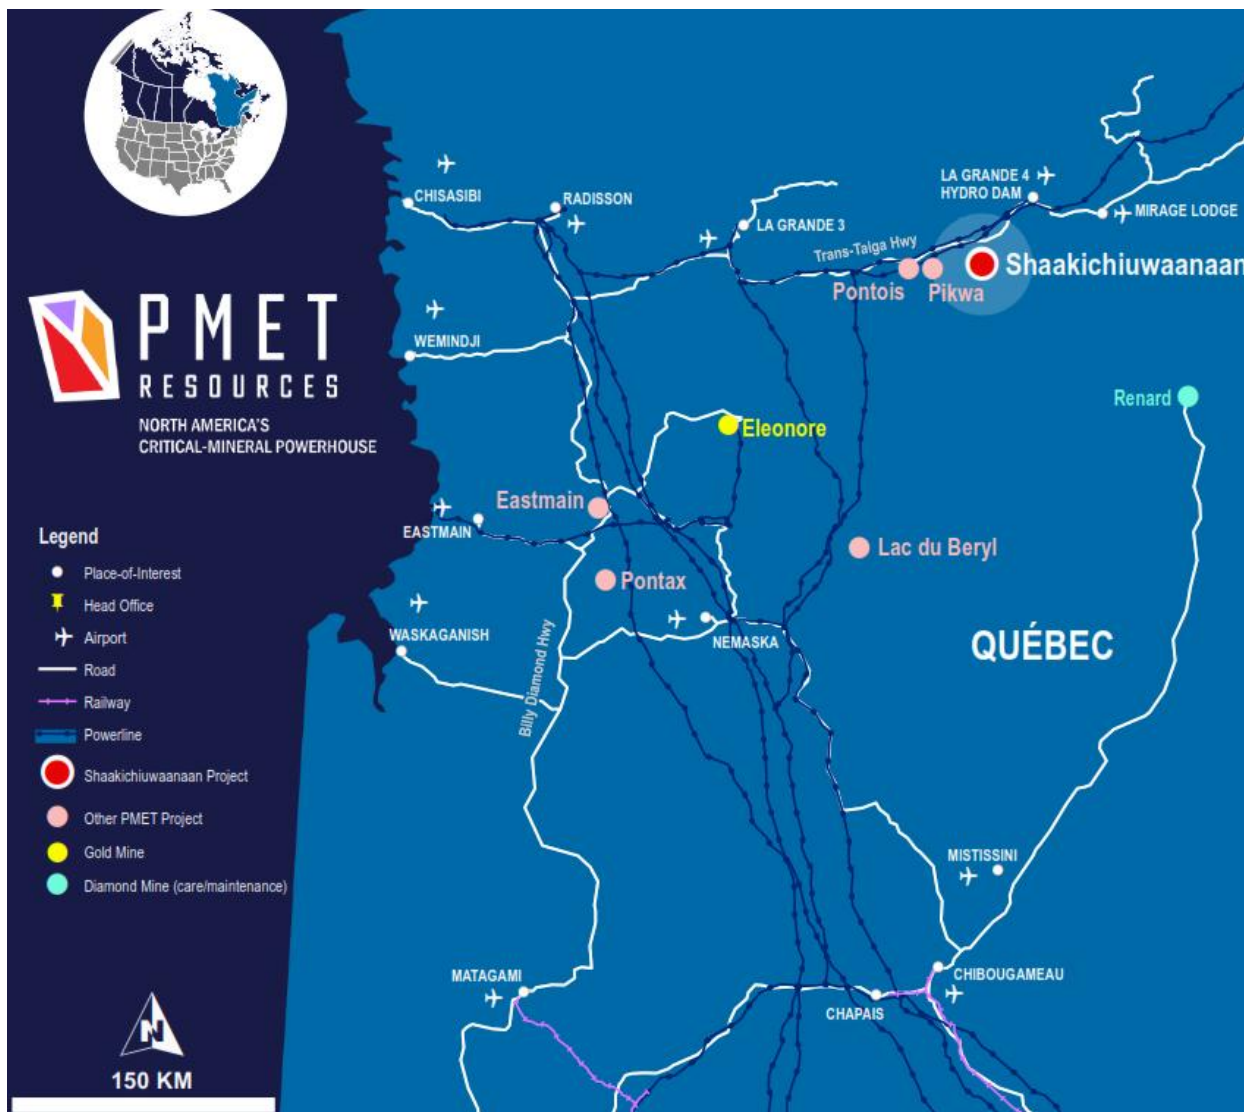 PMET
RESOURCES
NORTH AMERICA'S
CRITICAL-MINERAL POWERHOUSE
Legend
Place-of-Interest
Head Office
Airport
Road
Railway
Powerline
Shaakichiuwaanaan Project
Other PMET Project
Gold Mine
Diamond Mine (care/maintenance)
N
150 KM
CHISASIBI
RADISSON
LA GRANDE 3
LA GRANDE 4
HYDRO DAM
MIRAGE LODGE
Trans-Taiga Hwy
Shaakichiuwaanaan
Pontois
Pikwa
WEMINDJI
Renard
Eleonore
Eastmain
EASTMAIN
Lac du Beryl
Pontax
WASKAGANISH
NEMASKA
QUÉBEC
Billy Diamond Hwy
MISTISSINI
MATAGAMI
CHIBOUGAMEAU
CHAPAIS